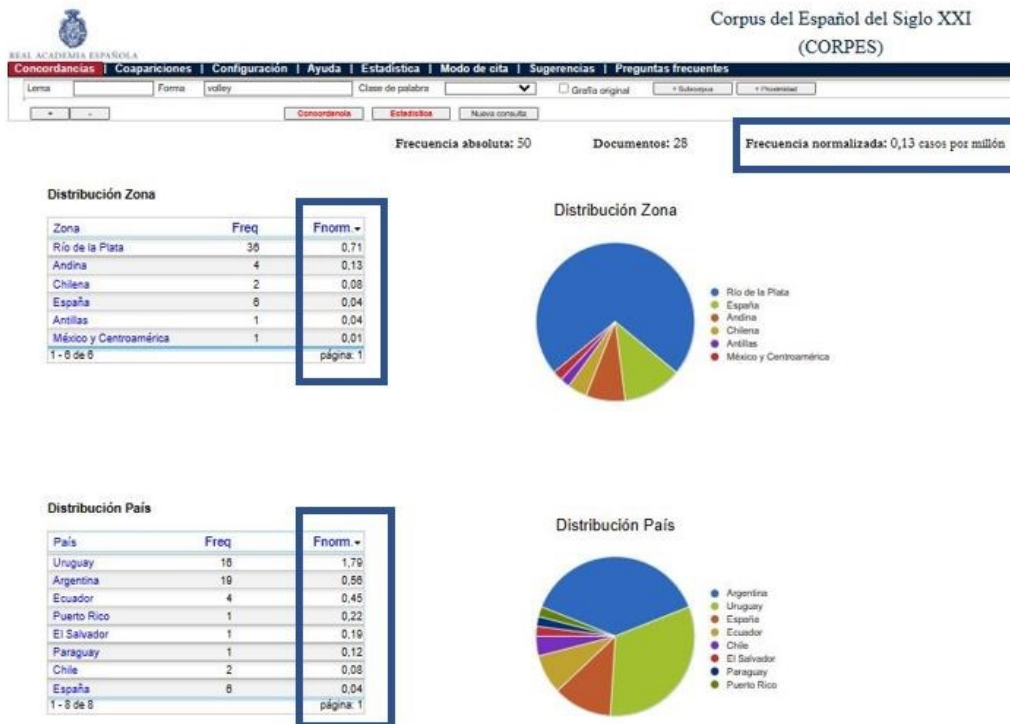 Corpus del Español del Siglo XXI
(CORPES)
REAL ACADEMIA ESPAÑOLA
Concordancias | Coapariciones | Configuración | Ayuda | Estadística | Modo de cita | Sugerencias | Preguntas frecuentes
Lema Forma volley Clase de palabra Grafía original + Subcorpus + Proximidad
+ - Concordancia Estadística Nueva consulta
Frecuencia absoluta: 50 Documentos: 28 Frecuencia normalizada: 0,13 casos por millón
Distribución Zona
Zona Freq Fnorm.
Río de la Plata 36 0,71
Andina 4 0,13
Chilena 2 0,08
España 6 0,04
Antillas 1 0,04
México y Centroamérica 1 0,01
1 - 6 de 6 página: 1
Distribución Zona
Río de la Plata
España
Andina
Chilena
Antillas
México y Centroamérica
Distribución País
País Freq Fnorm.
Uruguay 16 1,79
Argentina 19 0,56
Ecuador 4 0,45
Puerto Rico 1 0,22
El Salvador 1 0,19
Paraguay 1 0,12
Chile 2 0,08
España 6 0,04
1 - 8 de 8 página: 1
Distribución País
Argentina
Uruguay
España
Ecuador
Chile
El Salvador
Paraguay
Puerto Rico